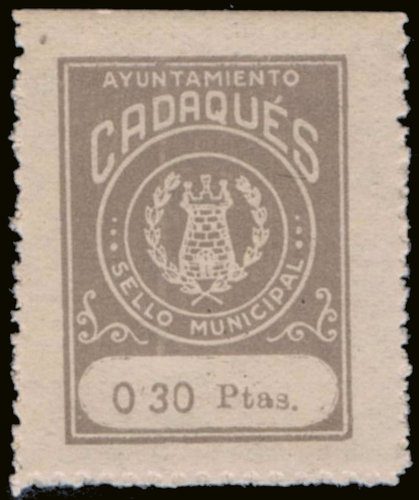 AYUNTAMIENTO
CADAQUÉS
SELLO MUNICIPAL
0'30 Ptas.